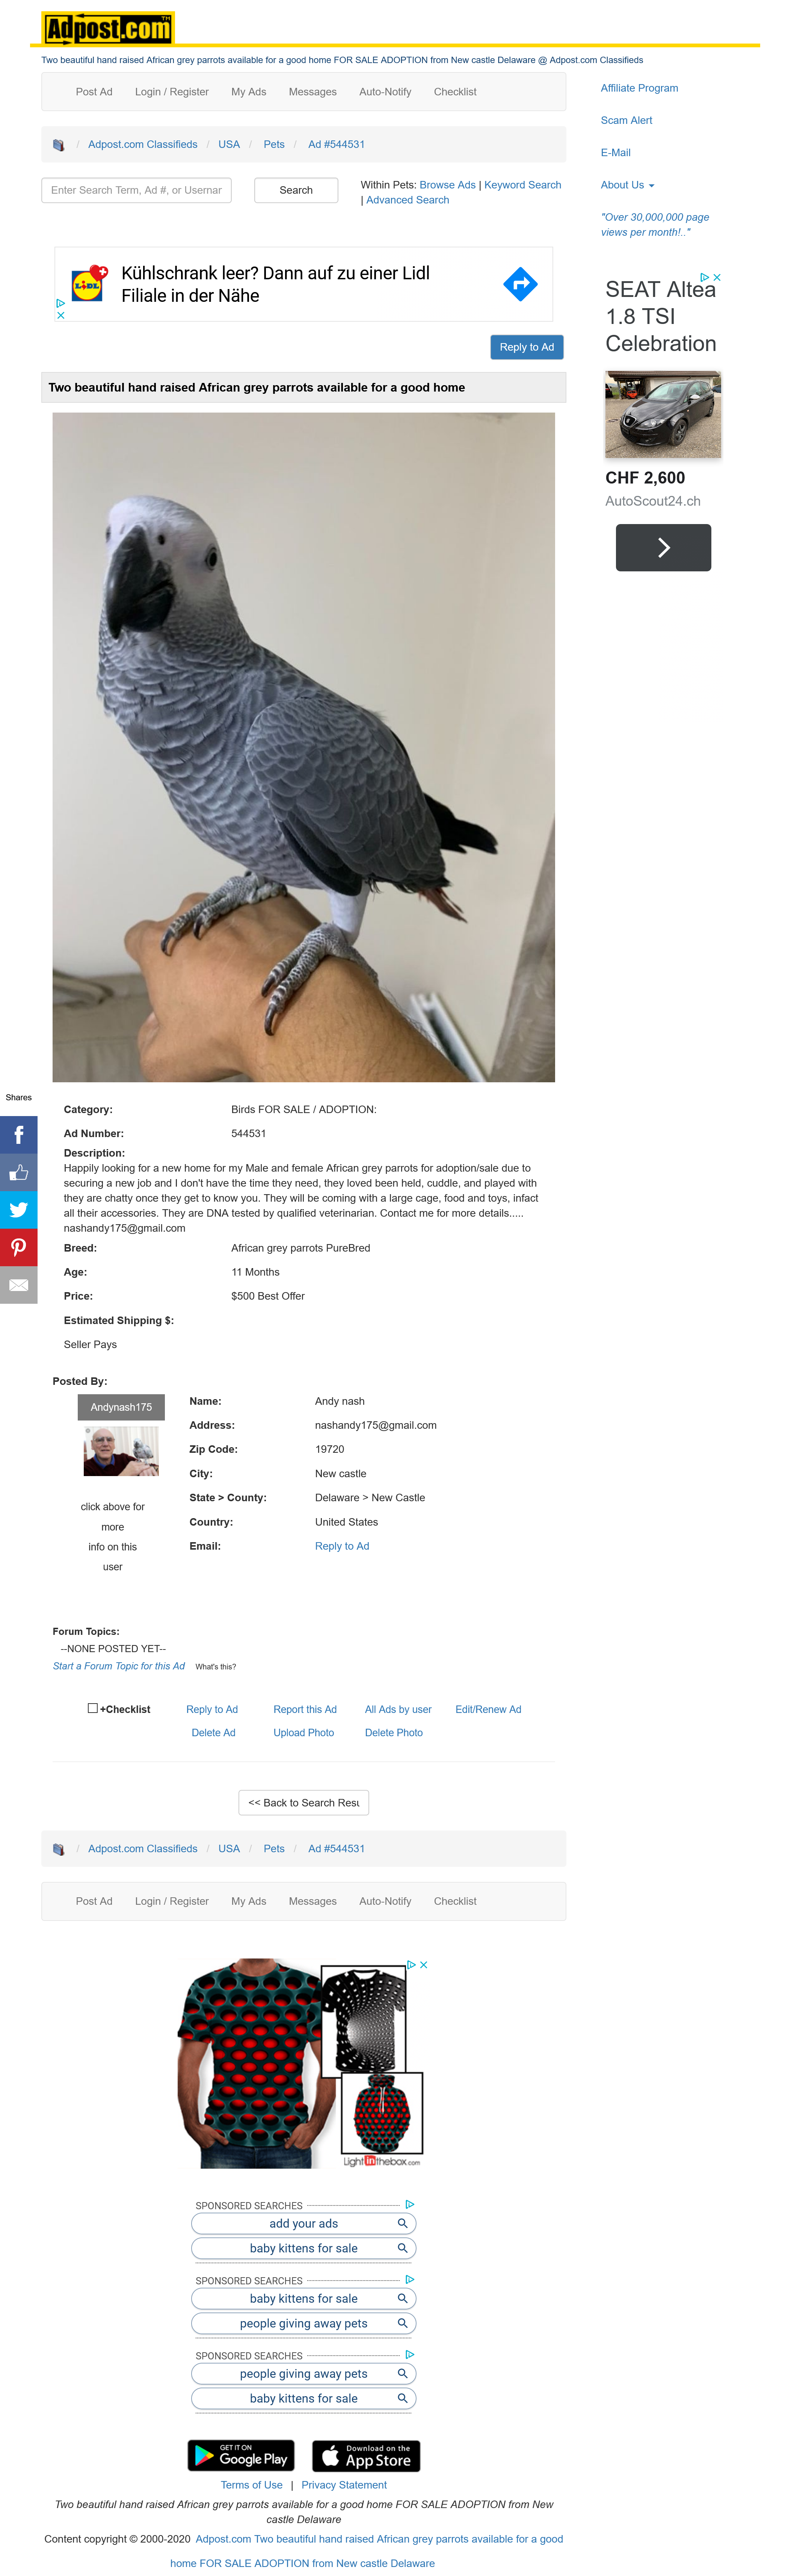 Adpost.com™
Two beautiful hand raised African grey parrots available for a good home FOR SALE ADOPTION from New castle Delaware @ Adpost.com Classifieds
Post Ad Login / Register My Ads Messages Auto-Notify Checklist
Affiliate Program
Scam Alert
E-Mail
About Us
"Over 30,000,000 page
views per month!.."
/ Adpost.com Classifieds / USA / Pets / Ad #544531
Enter Search Term, Ad #, or Usernar
Search
Within Pets: Browse Ads | Keyword Search
| Advanced Search
LIDL
Kühlschrank leer? Dann auf zu einer Lidl
Filiale in der Nähe
SEAT Altea
1.8 TSI
Celebration
CHF 2,600
AutoScout24.ch
Reply to Ad
Two beautiful hand raised African grey parrots available for a good home
Shares
Category: Birds FOR SALE / ADOPTION:
Ad Number: 544531
Description:
Happily looking for a new home for my Male and female African grey parrots for adoption/sale due to
securing a new job and I don't have the time they need, they loved been held, cuddle, and played with
they are chatty once they get to know you. They will be coming with a large cage, food and toys, infact
all their accessories. They are DNA tested by qualified veterinarian. Contact me for more details.....
nashandy175@gmail.com
Breed: African grey parrots PureBred
Age: 11 Months
Price: $500 Best Offer
Estimated Shipping $:
Seller Pays
Posted By:
Andynash175
click above for
more
info on this
user
Name: Andy nash
Address: nashandy175@gmail.com
Zip Code: 19720
City: New castle
State > County: Delaware > New Castle
Country: United States
Email: Reply to Ad
Forum Topics:
--NONE POSTED YET--
Start a Forum Topic for this Ad What's this?
+Checklist Reply to Ad Report this Ad All Ads by user Edit/Renew Ad
Delete Ad Upload Photo Delete Photo
<< Back to Search Resu
/ Adpost.com Classifieds / USA / Pets / Ad #544531
Post Ad Login / Register My Ads Messages Auto-Notify Checklist
LightInthebox.com
SPONSORED SEARCHES
add your ads
baby kittens for sale
SPONSORED SEARCHES
baby kittens for sale
people giving away pets
SPONSORED SEARCHES
people giving away pets
baby kittens for sale
GET IT ON
Google Play
Download on the
App Store
Terms of Use | Privacy Statement
Two beautiful hand raised African grey parrots available for a good home FOR SALE ADOPTION from New
castle Delaware
Content copyright © 2000-2020 Adpost.com Two beautiful hand raised African grey parrots available for a good
home FOR SALE ADOPTION from New castle Delaware